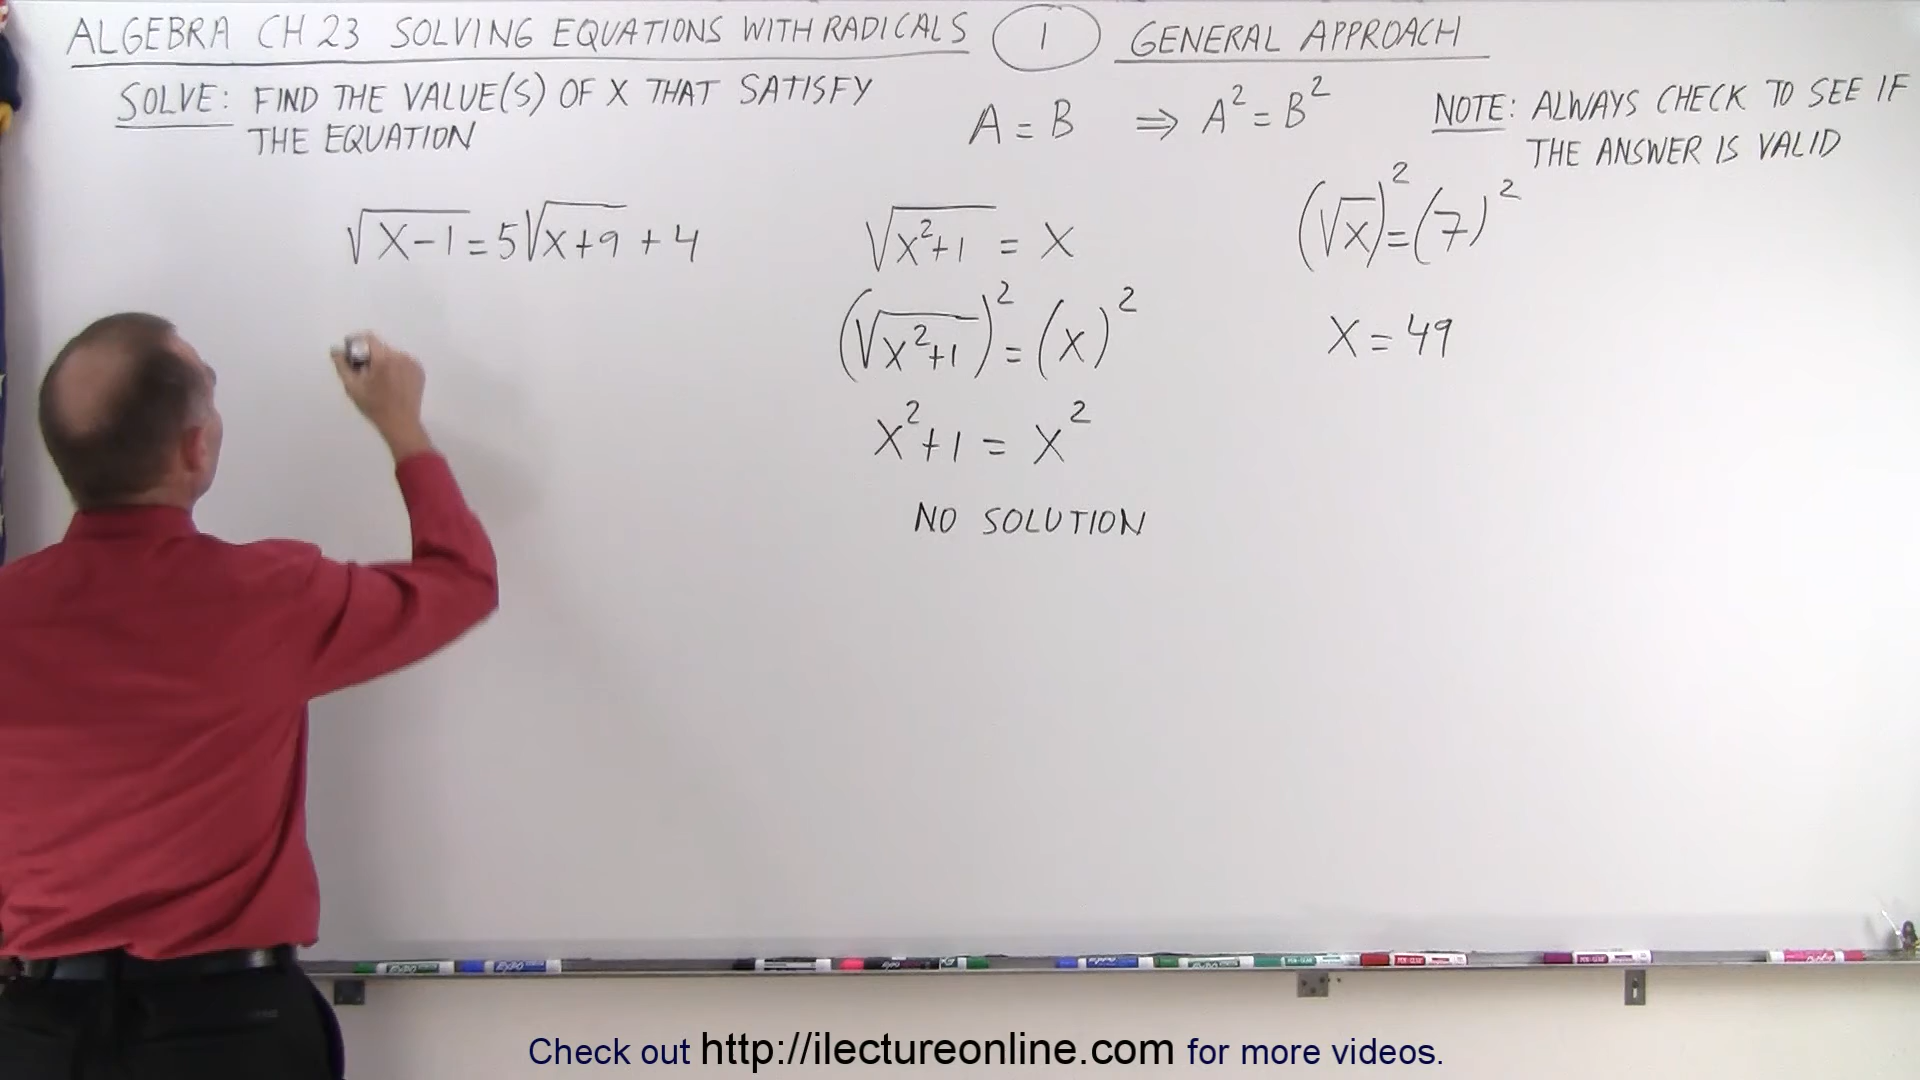 ALGEBRA CH 23 SOLVING EQUATIONS WITH RADICALS 1 GENERAL APPROACH
SOLVE: FIND THE VALUE(S) OF X THAT SATISFY
THE EQUATION
A = B ⇒ A² = B²
NOTE: ALWAYS CHECK TO SEE IF
THE ANSWER IS VALID
√(x-1) = 5√(x+9) + 4
√(x²+1) = x
(√(x²+1))² = (x)²
x²+1 = x²
NO SOLUTION
(√x)² = (7)²
x = 49
Check out http://ilectureonline.com for more videos.